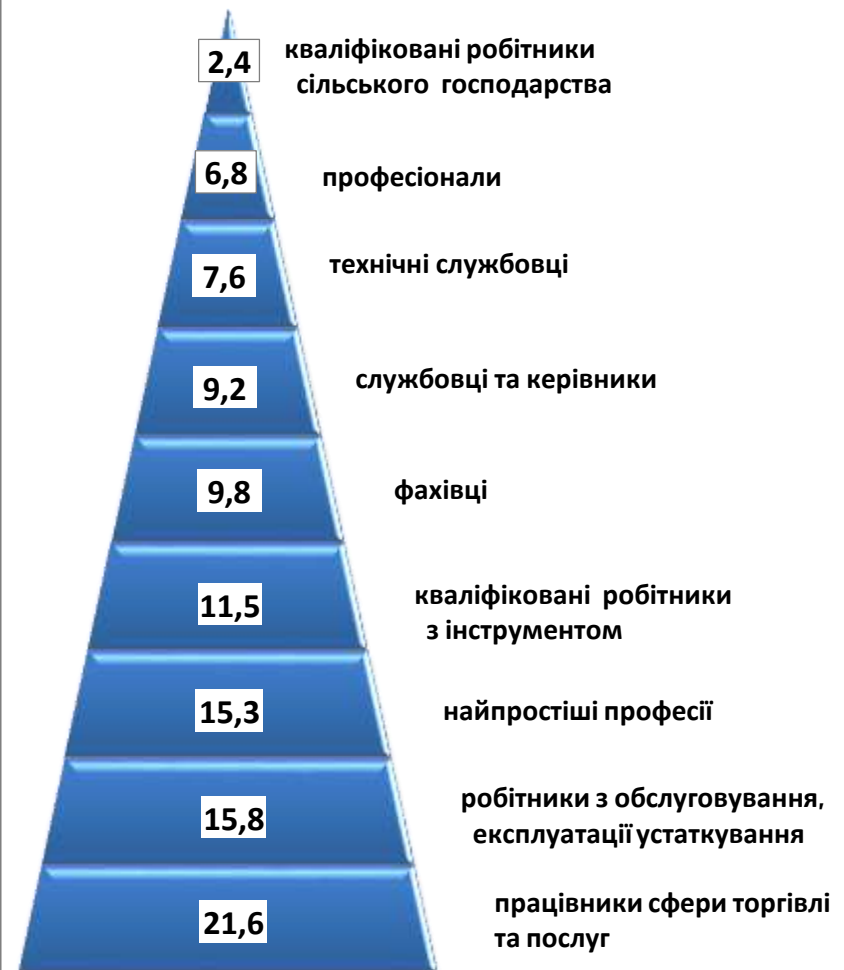 2,4
кваліфіковані робітники
сільського господарства
6,8
професіонали
7,6
технічні службовці
9,2
службовці та керівники
9,8
фахівці
11,5
кваліфіковані робітники
з інструментом
15,3
найпростіші професії
15,8
робітники з обслуговування,
експлуатації устаткування
21,6
працівники сфери торгівлі
та послуг